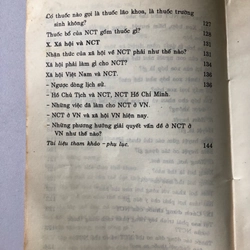 Có thuốc nào gọi là thuốc lão khoa, là thuốc trường
sinh không? 127
Thuốc bổ của NCT gồm thuốc gì? 131
X. Xã hội và NCT
Nhận thức của xã hội về NCT phải như thế nào? 131
Xã hội phải làm gì cho NCT? 134
Xã hội Việt Nam và NCT. 136
- Ngược dòng lịch sử.
- Hồ Chủ Tịch và NCT, NCT Hồ Chí Minh.
- Những việc đã làm cho NCT ở VN.
- NCT ở VN và xã hội VN hiện nay.
- Những phương hướng giải quyết vấn đề ở NCT ở
VN như thế nào?
Tài liệu tham khảo - phụ lục. 144